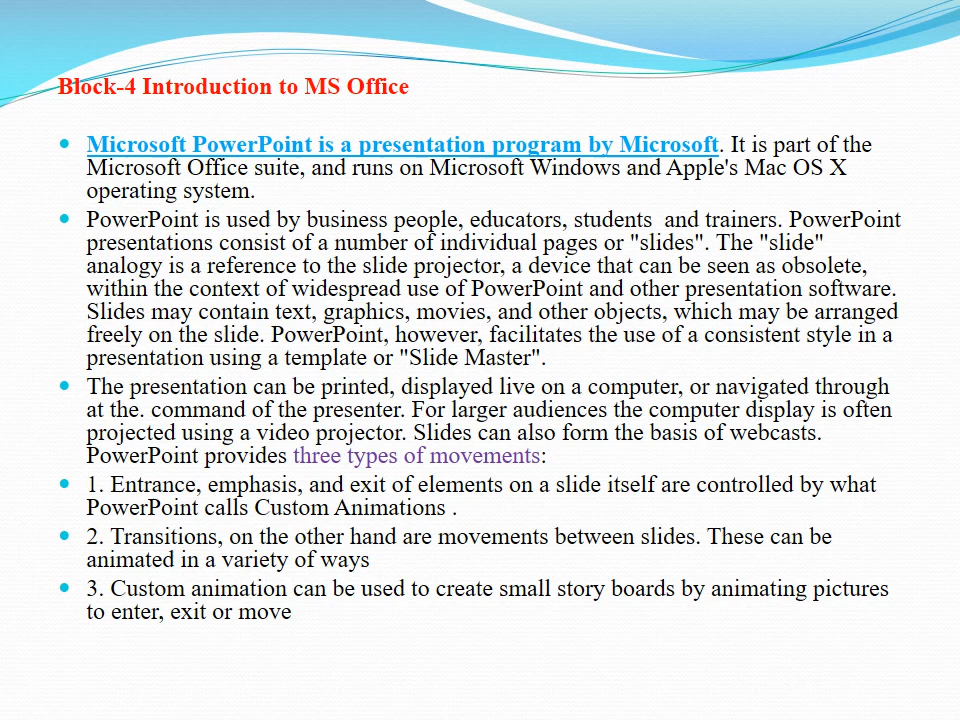 Block-4 Introduction to MS Office
Microsoft PowerPoint is a presentation program by Microsoft. It is part of the
Microsoft Office suite, and runs on Microsoft Windows and Apple's Mac OS X
operating system.
PowerPoint is used by business people, educators, students  and trainers. PowerPoint
presentations consist of a number of individual pages or "slides". The "slide"
analogy is a reference to the slide projector, a device that can be seen as obsolete,
within the context of widespread use of PowerPoint and other presentation software.
Slides may contain text, graphics, movies, and other objects, which may be arranged
freely on the slide. PowerPoint, however, facilitates the use of a consistent style in a
presentation using a template or "Slide Master".
The presentation can be printed, displayed live on a computer, or navigated through
at the. command of the presenter. For larger audiences the computer display is often
projected using a video projector. Slides can also form the basis of webcasts.
PowerPoint provides three types of movements:
1. Entrance, emphasis, and exit of elements on a slide itself are controlled by what
PowerPoint calls Custom Animations .
2. Transitions, on the other hand are movements between slides. These can be
animated in a variety of ways
3. Custom animation can be used to create small story boards by animating pictures
to enter, exit or move